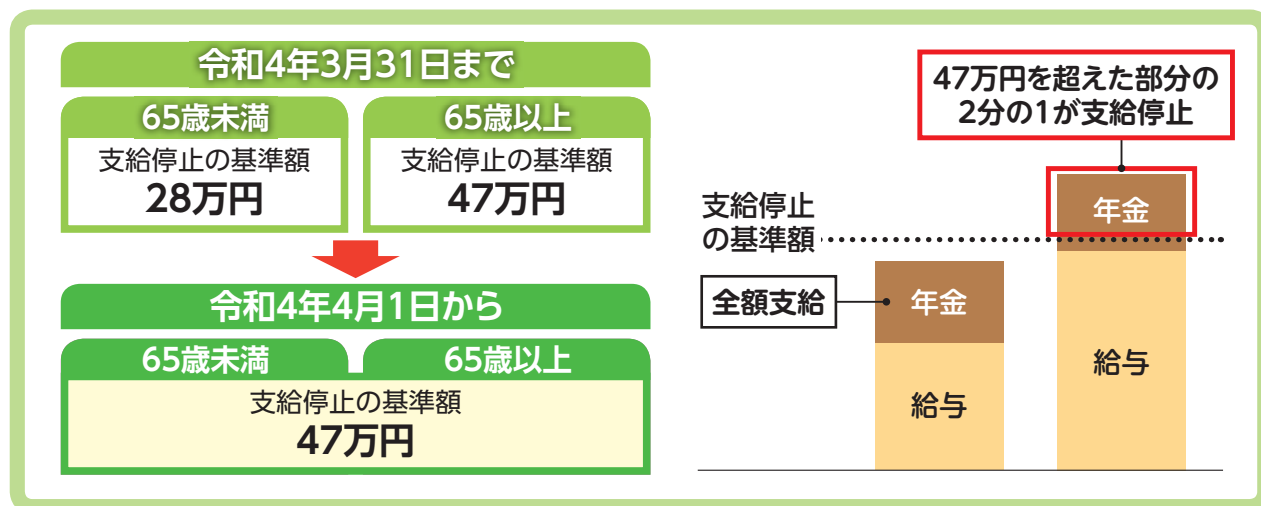 令和4年3月31日まで
65歳未満
支給停止の基準額
28万円
65歳以上
支給停止の基準額
47万円
令和4年4月1日から
65歳未満
65歳以上
支給停止の基準額
47万円
47万円を超えた部分の
2分の1が支給停止
支給停止
の基準額
全額支給
年金
給与
年金
給与